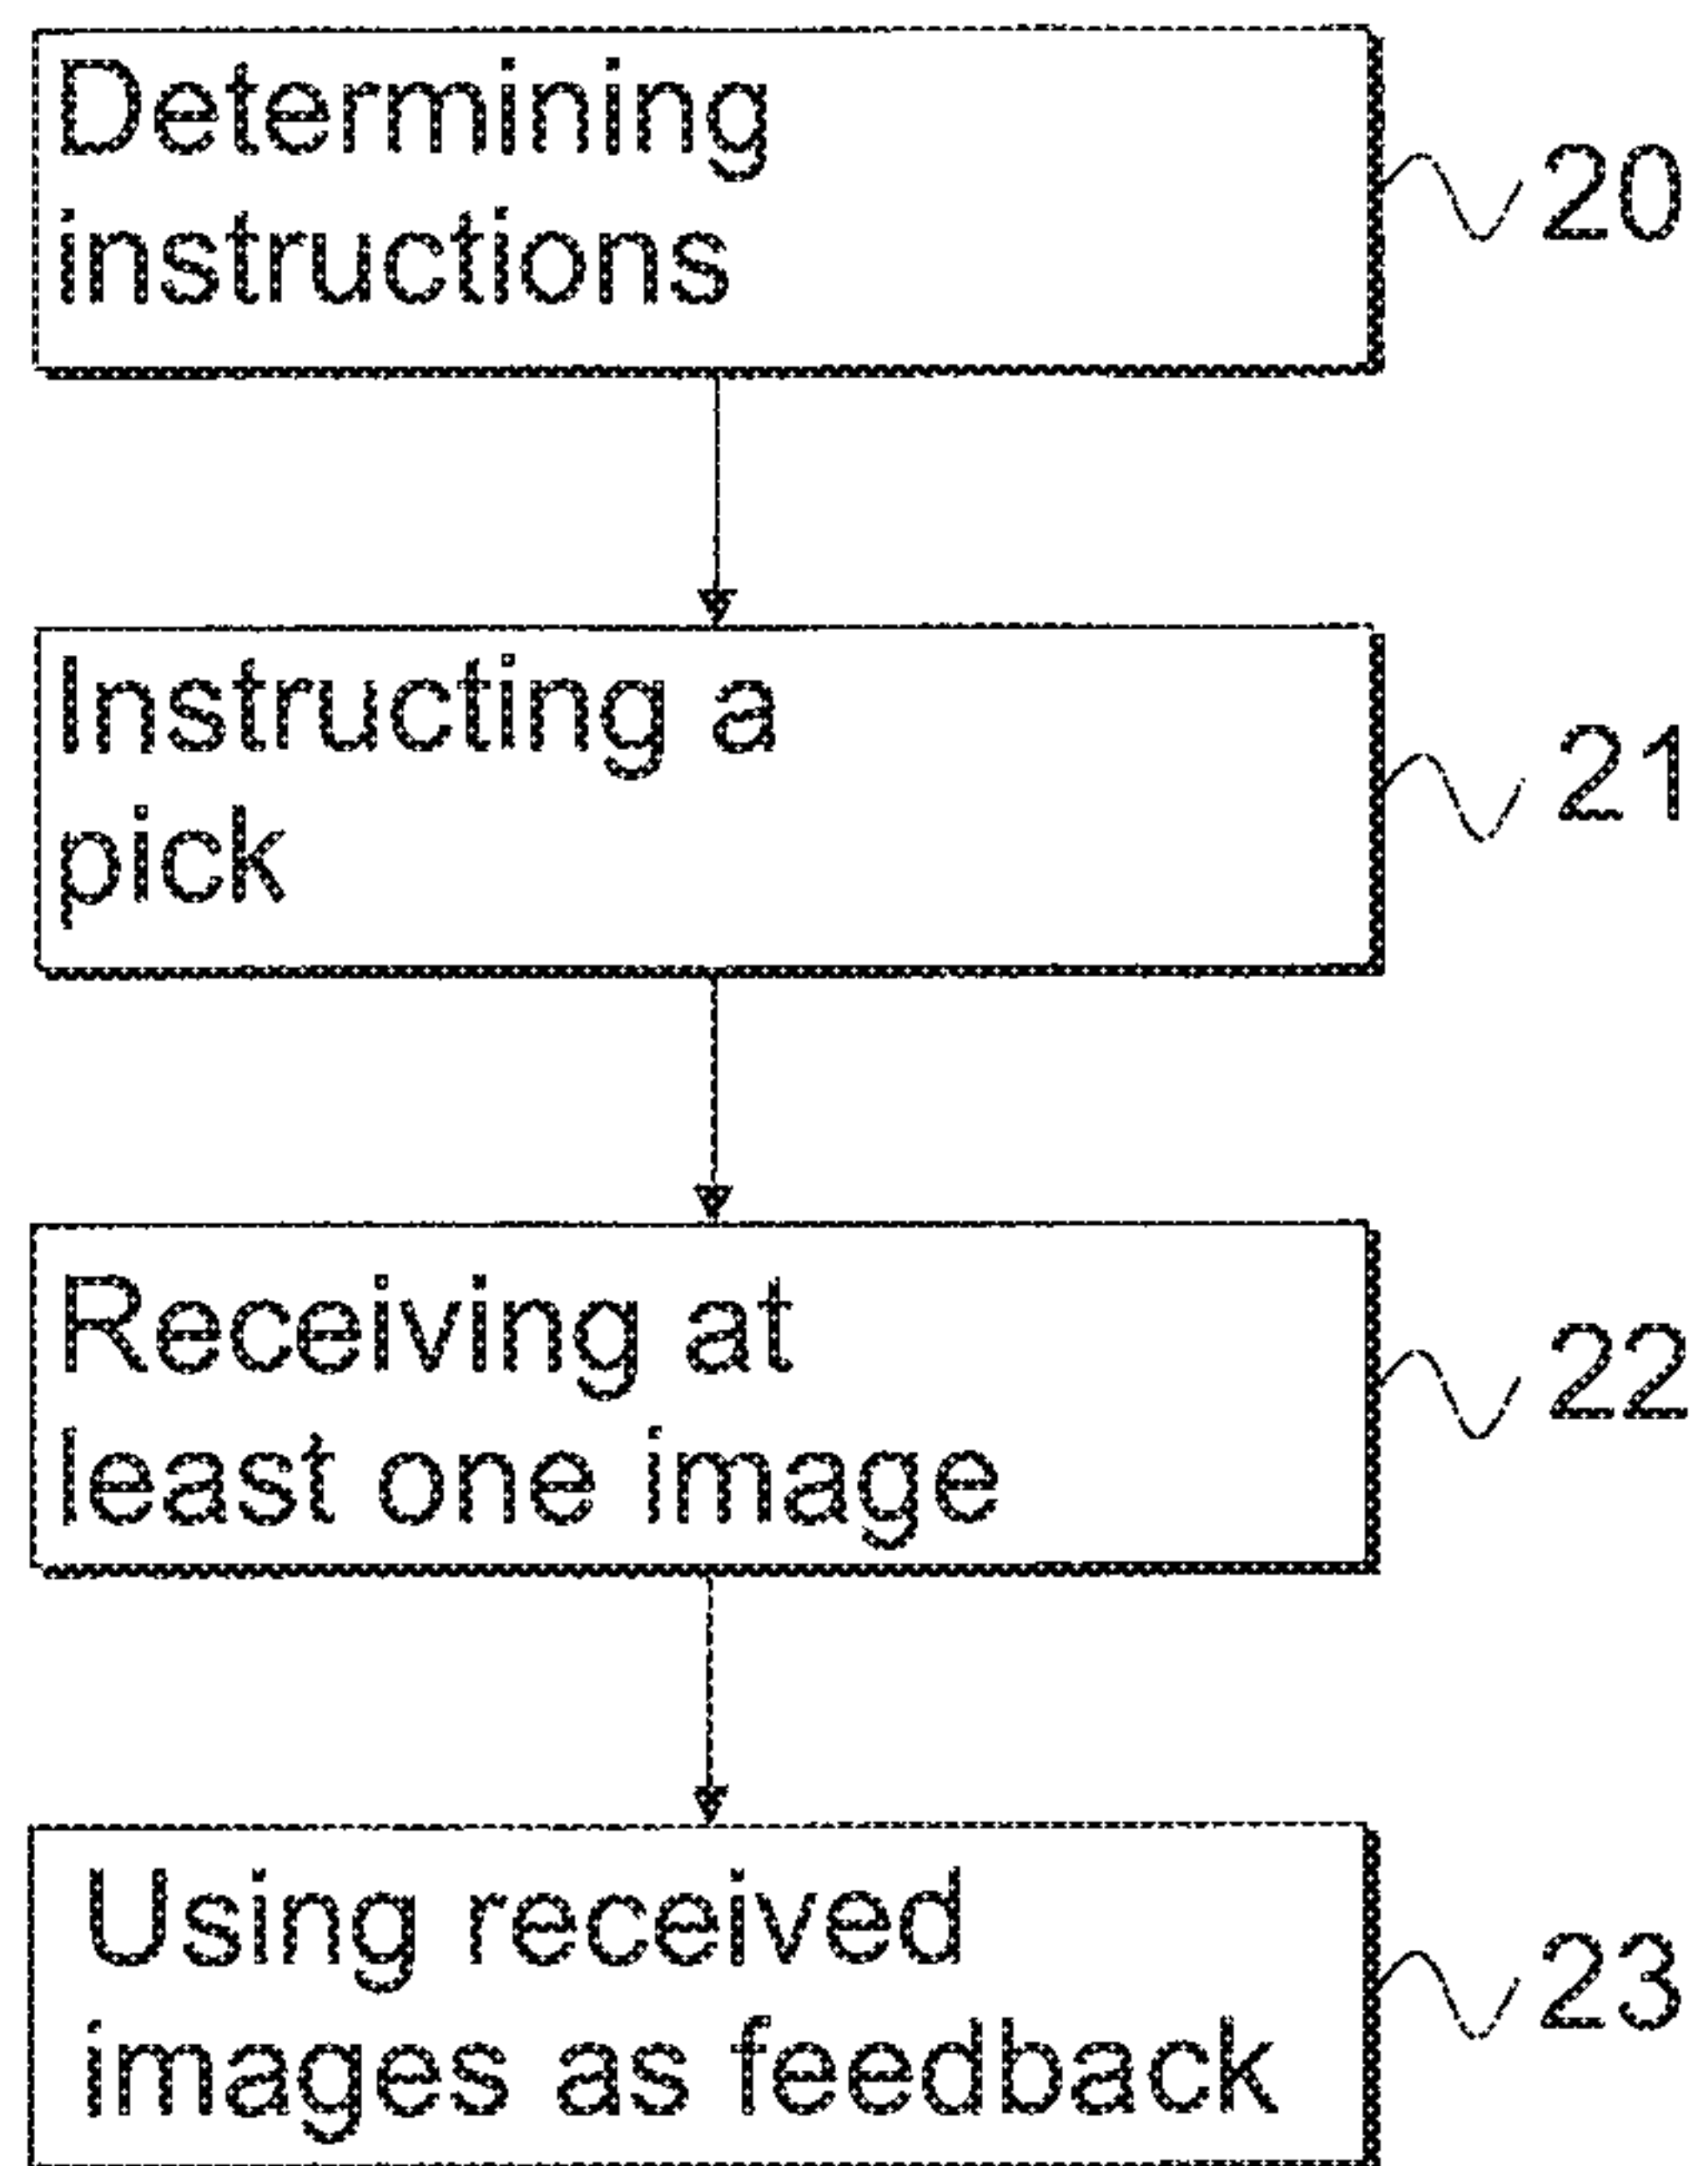 Determining
instructions
20
Instructing a
pick
21
Receiving at
least one image
22
Using received
images as feedback
23